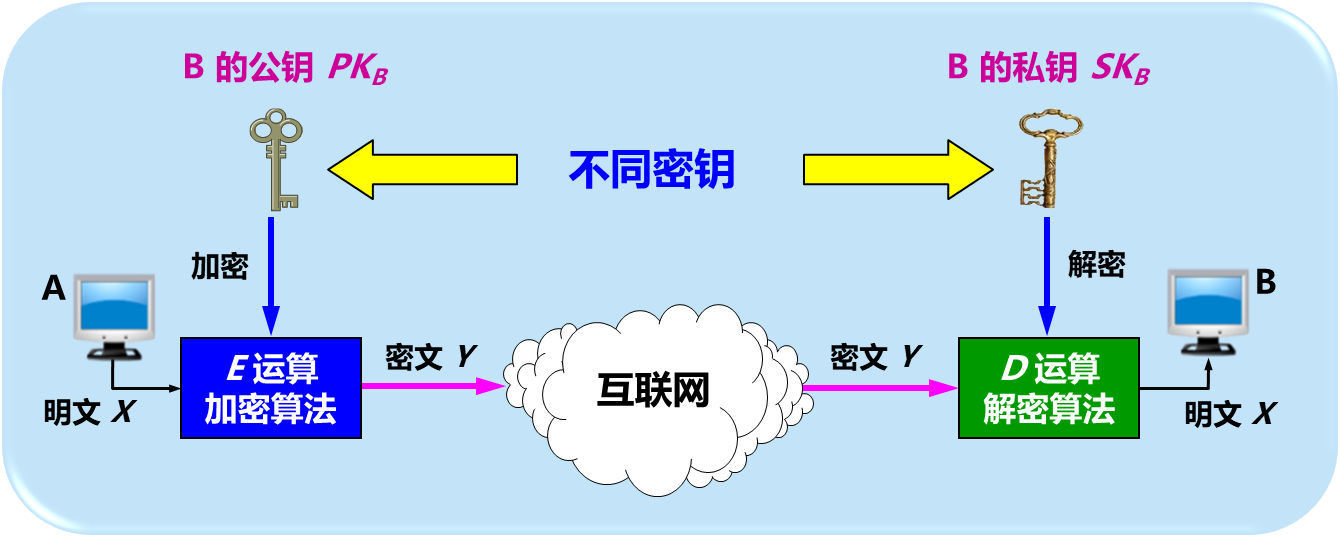 B 的公钥 PK_B
B 的私钥 SK_B
不同密钥
加密
解密
A
B
E 运算
加密算法
密文 Y
互联网
密文 Y
D 运算
解密算法
明文 X
明文 X